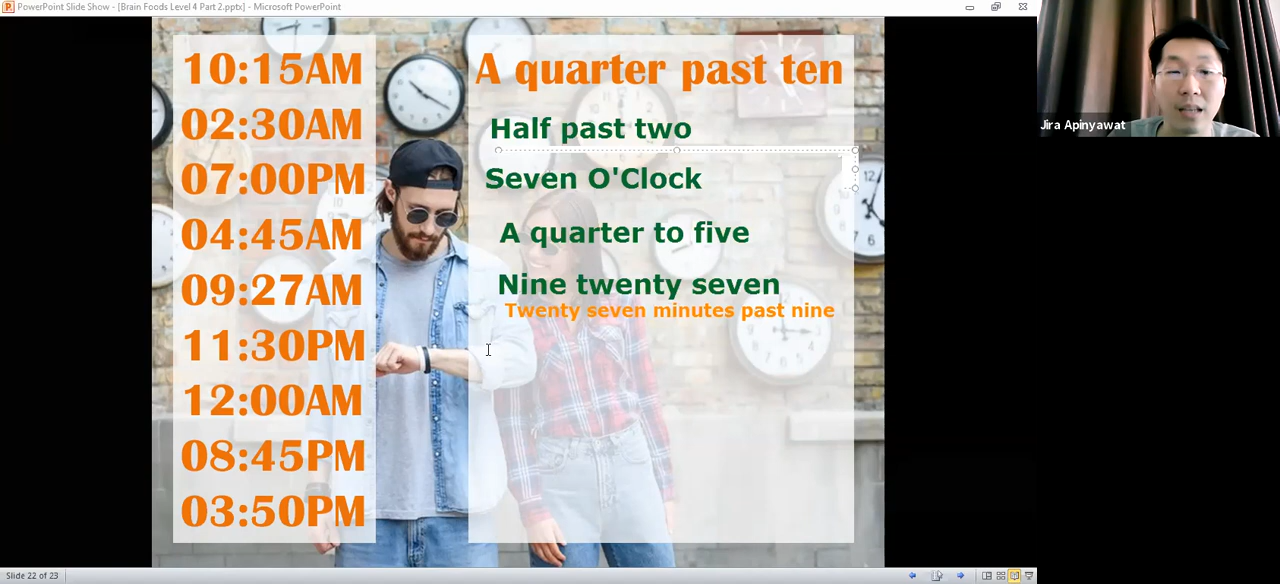 PowerPoint Slide Show - [Brain Foods Level 4 Part 2.pptx] - Microsoft PowerPoint
10:15AM A quarter past ten
02:30AM Half past two
07:00PM Seven O'Clock
04:45AM A quarter to five
09:27AM Nine twenty seven
Twenty seven minutes past nine
11:30PM
12:00AM
08:45PM
03:50PM
Jira Apinyawat
Slide 22 of 23